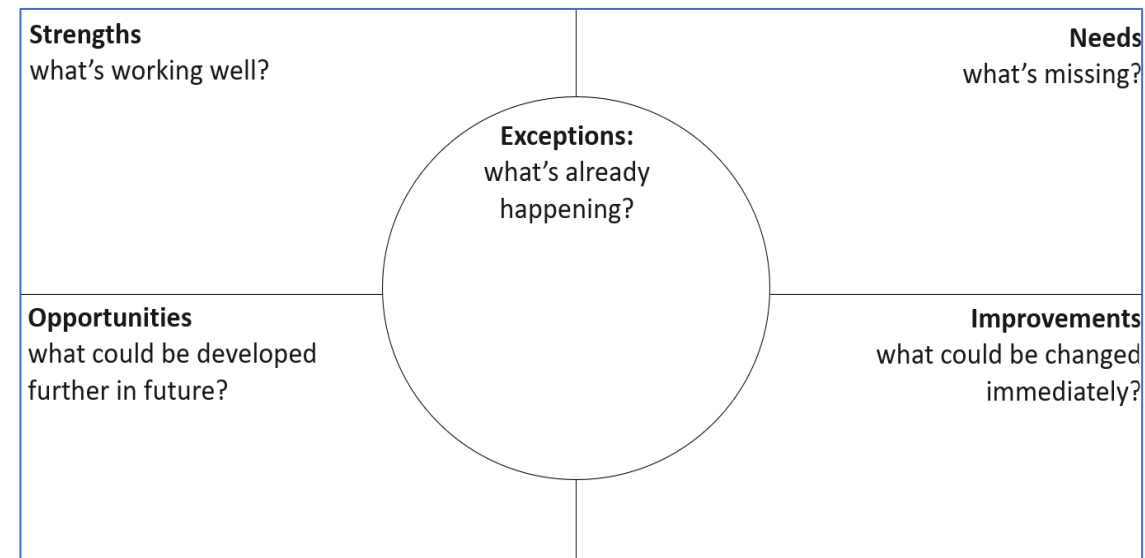 Strengths
what’s working well?
Needs
what’s missing?
Exceptions:
what’s already
happening?
Opportunities
what could be developed
further in future?
Improvements
what could be changed
immediately?